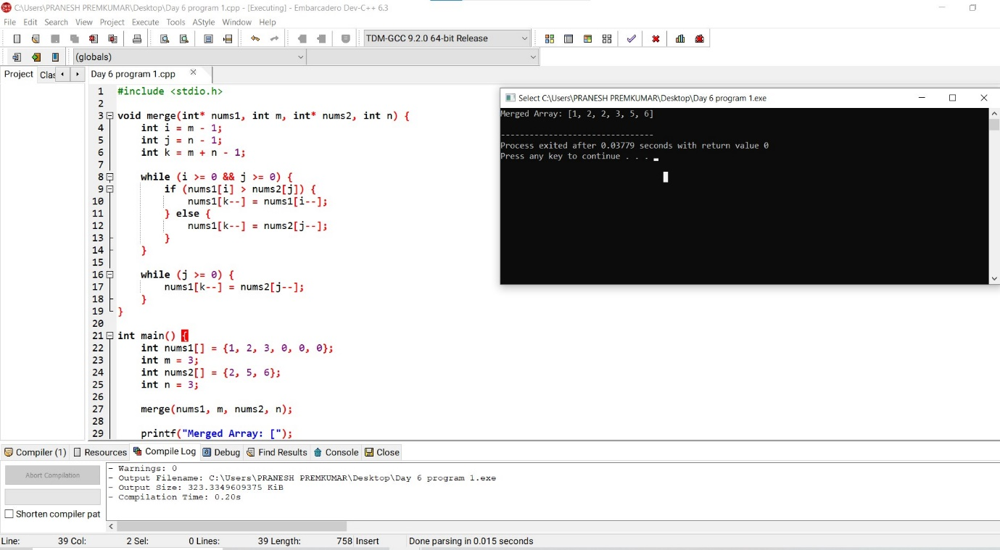 C:\Users\PRANESH PREMKUMAR\Desktop\Day 6 program 1.cpp - [Executing] - Embarcadero Dev-C++ 6.3
File Edit Search View Project Execute Tools AStyle Window Help
TDM-GCC 9.2.0 64-bit Release
(globals)
Project Clas Day 6 program 1.cpp
1 #include <stdio.h>
2
3 void merge(int* nums1, int m, int* nums2, int n) {
4     int i = m - 1;
5     int j = n - 1;
6     int k = m + n - 1;
7
8     while (i >= 0 && j >= 0) {
9         if (nums1[i] > nums2[j]) {
10             nums1[k--] = nums1[i--];
11         } else {
12             nums1[k--] = nums2[j--];
13         }
14     }
15
16     while (j >= 0) {
17         nums1[k--] = nums2[j--];
18     }
19 }
20
21 int main() {
22     int nums1[] = {1, 2, 3, 0, 0, 0};
23     int m = 3;
24     int nums2[] = {2, 5, 6};
25     int n = 3;
26
27     merge(nums1, m, nums2, n);
28
29     printf("Merged Array: [");
Select C:\Users\PRANESH PREMKUMAR\Desktop\Day 6 program 1.exe
Merged Array: [1, 2, 2, 3, 5, 6]
--------------------------------
Process exited after 0.03779 seconds with return value 0
Press any key to continue . . .
Compiler (1) Resources Compile Log Debug Find Results Console Close
Abort Compilation
Shorten compiler pat
- Warnings: 0
- Output Filename: C:\Users\PRANESH PREMKUMAR\Desktop\Day 6 program 1.exe
- Output Size: 323.3349609375 KiB
- Compilation Time: 0.20s
Line: 39 Col: 2 Sel: 0 Lines: 39 Length: 758 Insert Done parsing in 0.015 seconds